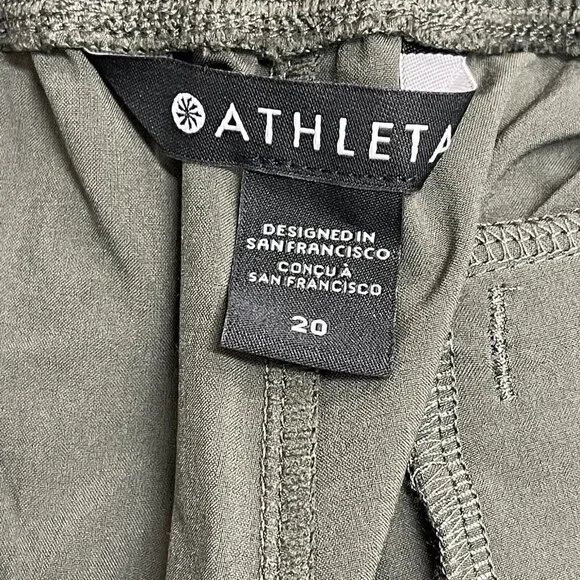 ATHLETA
DESIGNED IN
SAN FRANCISCO
CONÇU À
SAN FRANCISCO
20